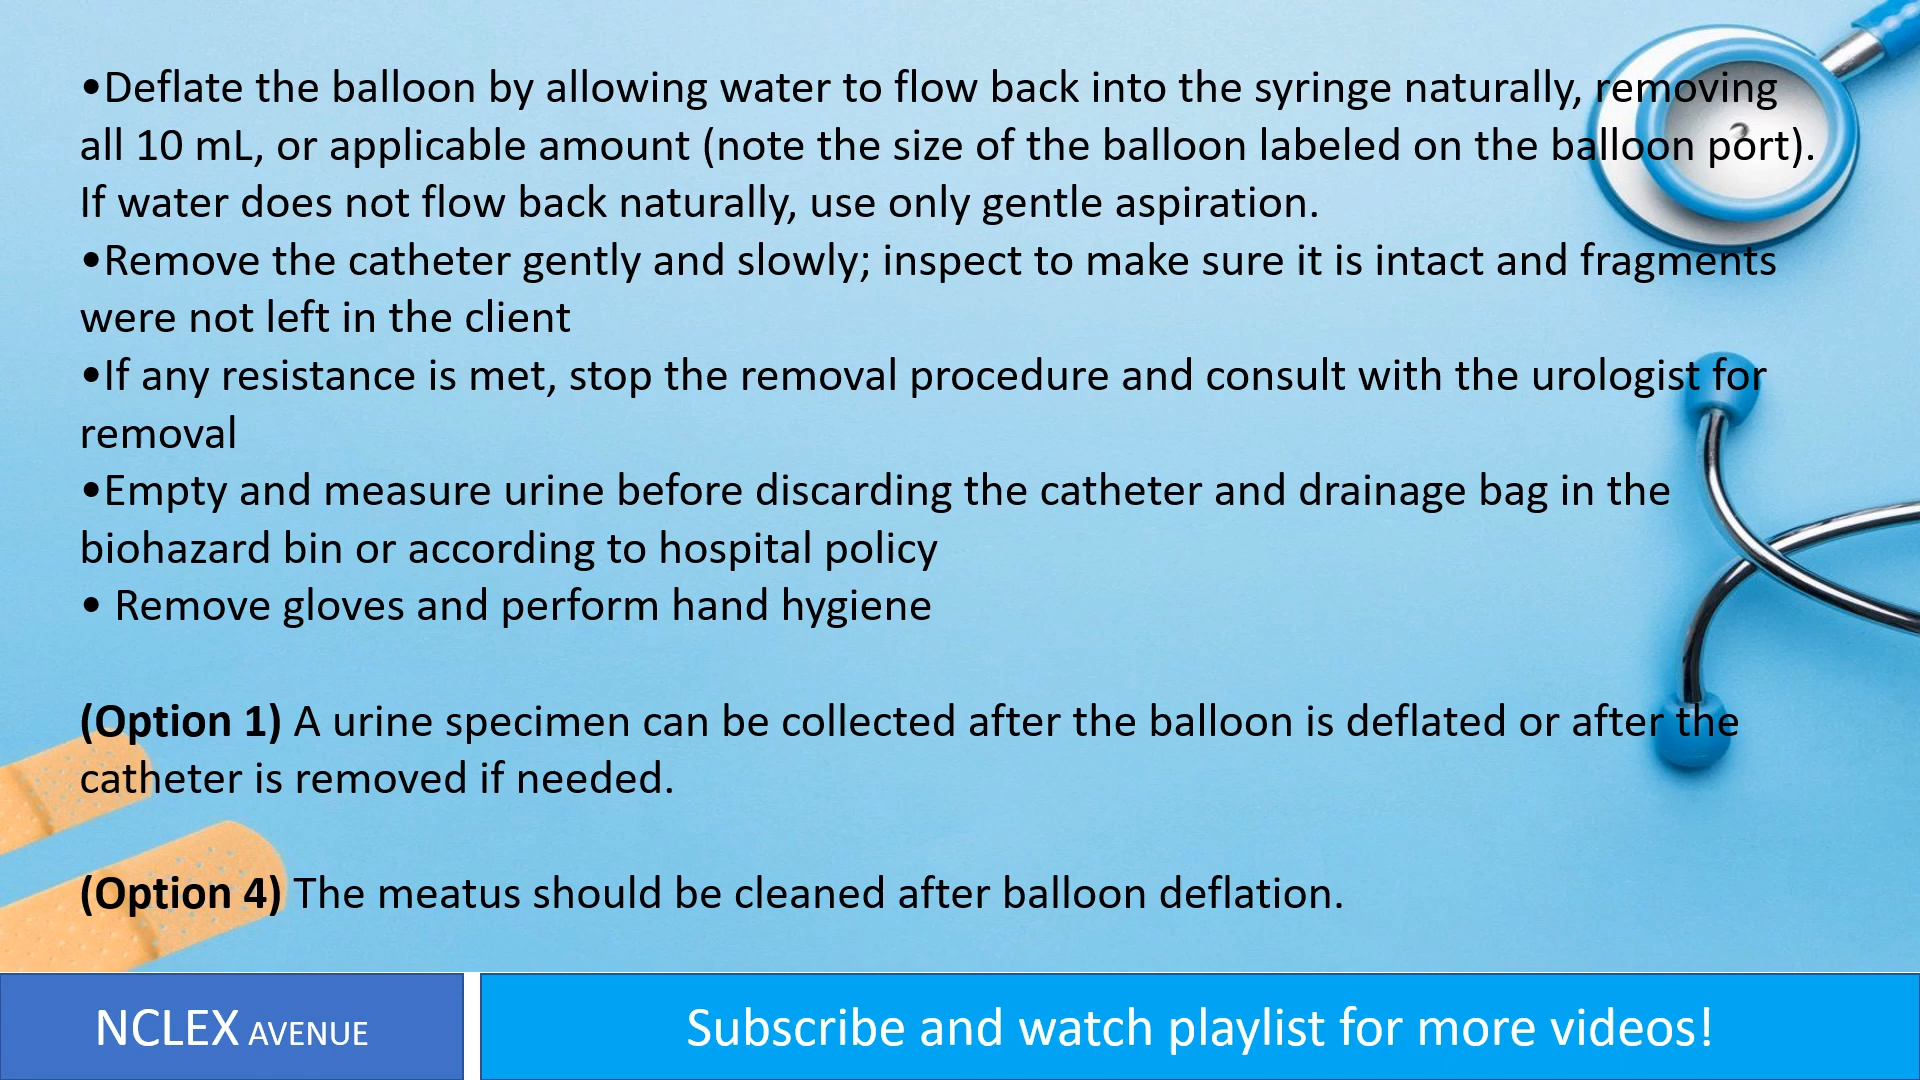 •Deflate the balloon by allowing water to flow back into the syringe naturally, removing
all 10 mL, or applicable amount (note the size of the balloon labeled on the balloon port).
If water does not flow back naturally, use only gentle aspiration.
•Remove the catheter gently and slowly; inspect to make sure it is intact and fragments
were not left in the client
•If any resistance is met, stop the removal procedure and consult with the urologist for
removal
•Empty and measure urine before discarding the catheter and drainage bag in the
biohazard bin or according to hospital policy
• Remove gloves and perform hand hygiene
(Option 1) A urine specimen can be collected after the balloon is deflated or after the
catheter is removed if needed.
(Option 4) The meatus should be cleaned after balloon deflation.
NCLEX AVENUE
Subscribe and watch playlist for more videos!